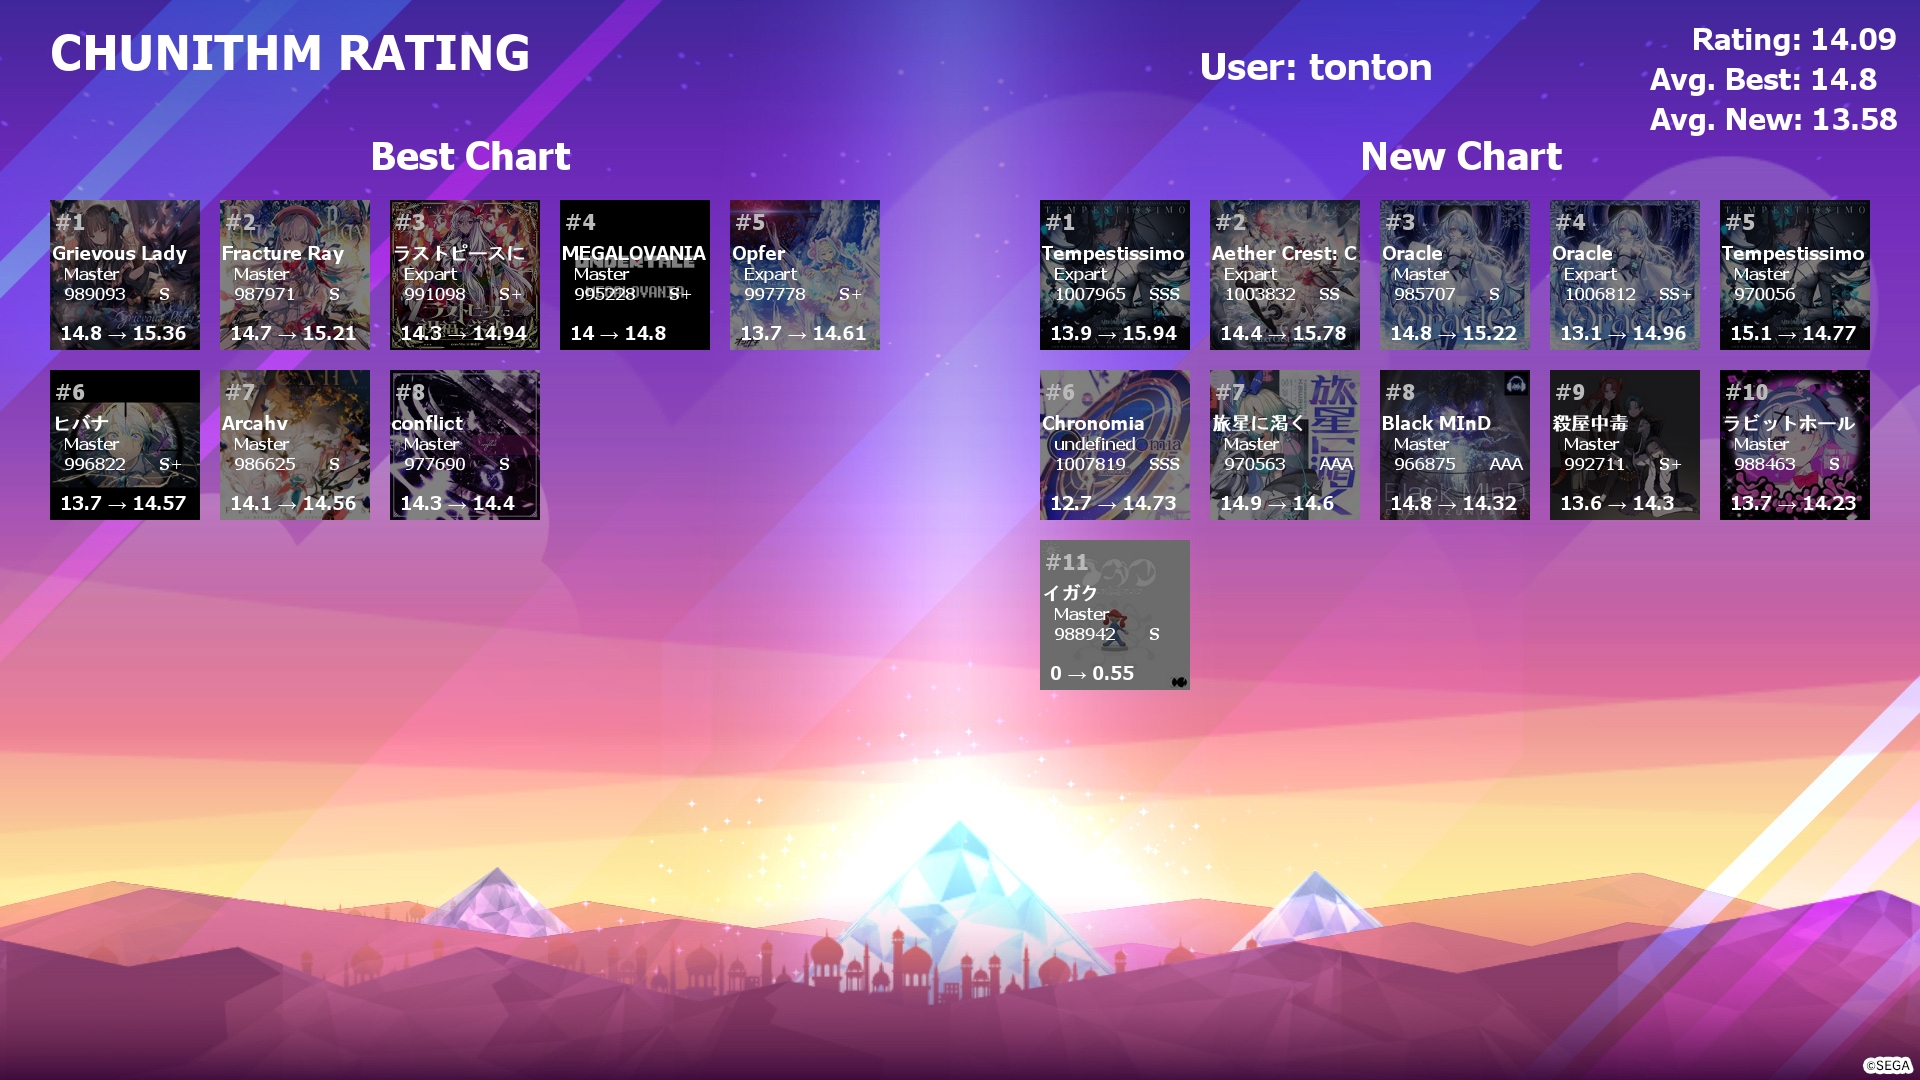 CHUNITHM RATING
User: tonton
Rating: 14.09
Avg. Best: 14.8
Avg. New: 13.58
Best Chart
#1
Grievous Lady
Master
989093 S
14.8 → 15.36
#2
Fracture Ray
Master
987971 S
14.7 → 15.21
#3
ラストピースに
Expart
991098 S+
14.3 → 14.94
#4
MEGALOVANIA
Master
995228 S+
14 → 14.8
#5
Opfer
Expart
997778 S+
13.7 → 14.61
#6
ヒバナ
Master
996822 S+
13.7 → 14.57
#7
Arcahv
Master
986625 S
14.1 → 14.56
#8
conflict
Master
977690 S
14.3 → 14.4
New Chart
#1
TEMPESTISSIMO
Tempestissimo
Expart
1007965 SSS
13.9 → 15.94
#2
Aether Crest: C
Expart
1003832 SS
14.4 → 15.78
#3
Oracle
Master
985707 S
14.8 → 15.22
#4
Oracle
Expart
1006812 SS+
13.1 → 14.96
#5
TEMPESTISSIMO
Tempestissimo
Master
970056
15.1 → 14.77
#6
Chronomia
undefined
1007819 SSS
12.7 → 14.73
#7
旅星に渇く
Master
970563 AAA
14.9 → 14.6
#8
Black MInD
Master
966875 AAA
14.8 → 14.32
#9
殺屋中毒
Master
992711 S+
13.6 → 14.3
#10
ラビットホール
Master
988463 S
13.7 → 14.23
#11
イガク
Master
988942 S
0 → 0.55
©SEGA